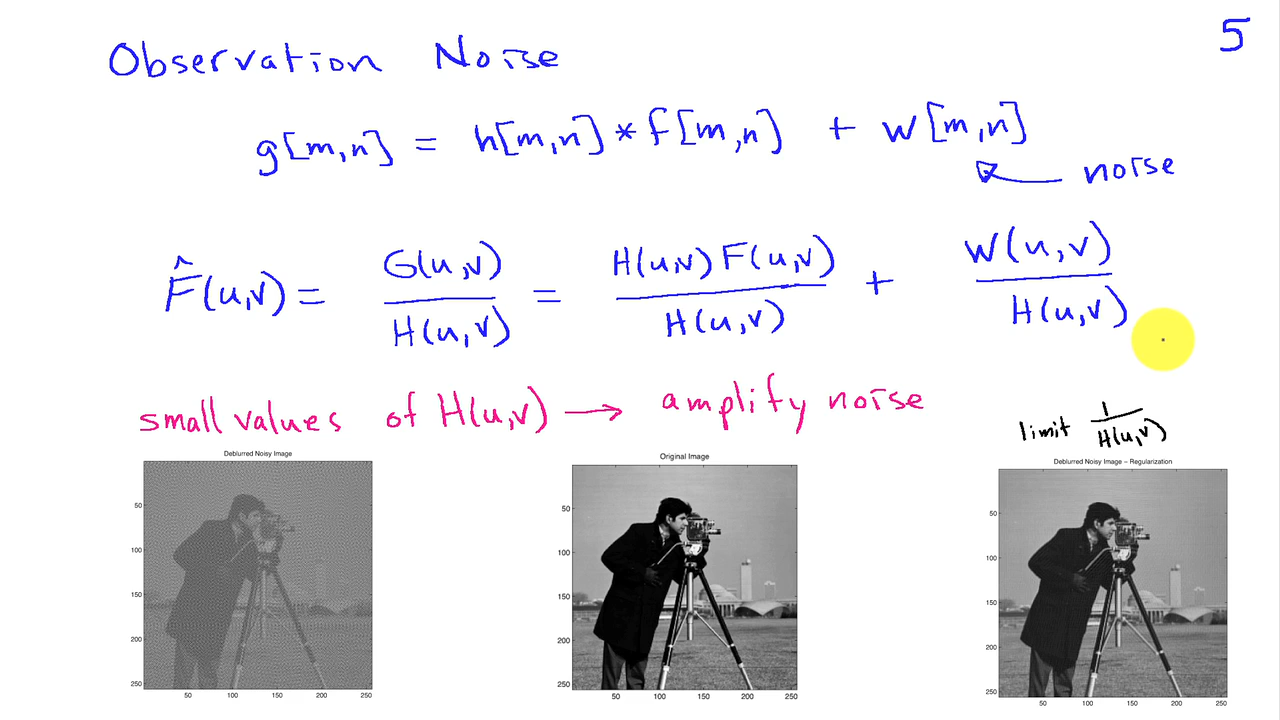 5
Observation Noise
g[m,n] = h[m,n] * f[m,n] + w[m,n]
noise
F̂(u,v) = G(u,v) / H(u,v) = H(u,v) F(u,v) / H(u,v) + W(u,v) / H(u,v)
small values of H(u,v) → amplify noise
limit 1 / H(u,v)
Deblurred Noisy Image
50
100
150
200
250
50 100 150 200 250
Original Image
50
100
150
200
250
50 100 150 200 250
Deblurred Noisy Image – Regularization
50
100
150
200
250
50 100 150 200 250